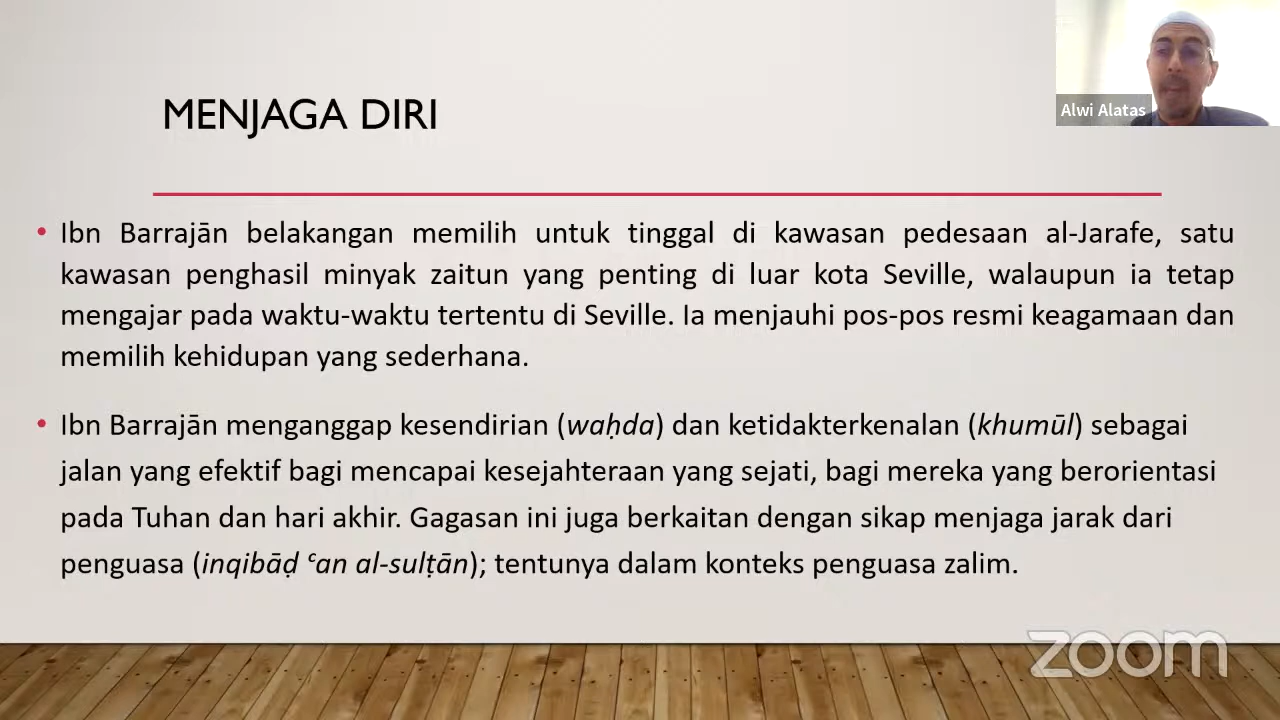 MENJAGA DIRI
Alwi Alatas
• Ibn Barrajān belakangan memilih untuk tinggal di kawasan pedesaan al-Jarafe, satu
kawasan penghasil minyak zaitun yang penting di luar kota Seville, walaupun ia tetap
mengajar pada waktu-waktu tertentu di Seville. Ia menjauhi pos-pos resmi keagamaan dan
memilih kehidupan yang sederhana.
• Ibn Barrajān menganggap kesendirian (waḥda) dan ketidakterkenalan (khumūl) sebagai
jalan yang efektif bagi mencapai kesejahteraan yang sejati, bagi mereka yang berorientasi
pada Tuhan dan hari akhir. Gagasan ini juga berkaitan dengan sikap menjaga jarak dari
penguasa (inqibāḍ ʿan al-sulṭān); tentunya dalam konteks penguasa zalim.
zoom